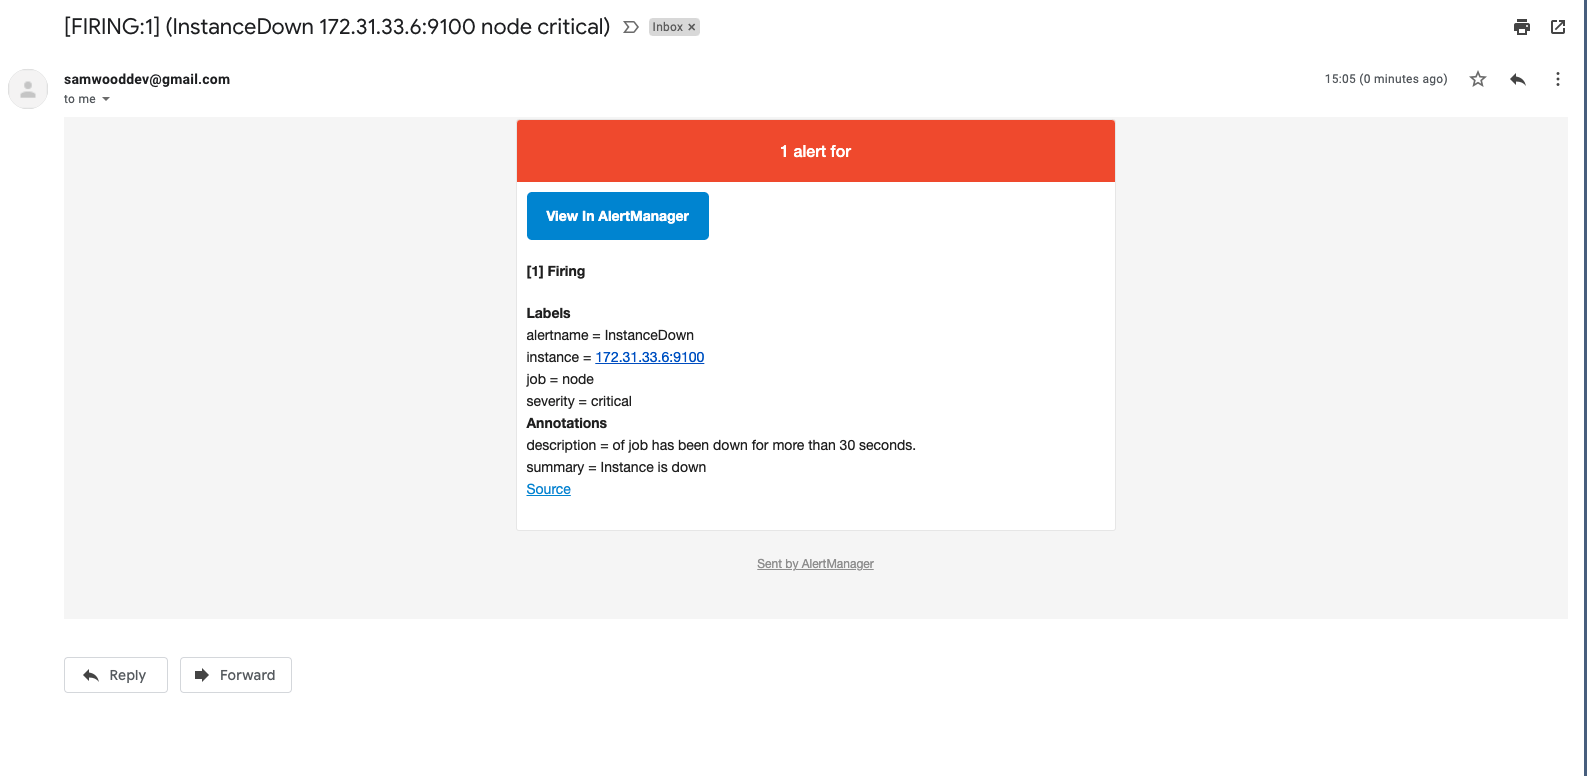 [FIRING:1] (InstanceDown 172.31.33.6:9100 node critical) Inbox ×
samwooddev@gmail.com 15:05 (0 minutes ago)
to me
1 alert for
View In AlertManager
[1] Firing
Labels
alertname = InstanceDown
instance = 172.31.33.6:9100
job = node
severity = critical
Annotations
description = of job has been down for more than 30 seconds.
summary = Instance is down
Source
Sent by AlertManager
Reply Forward